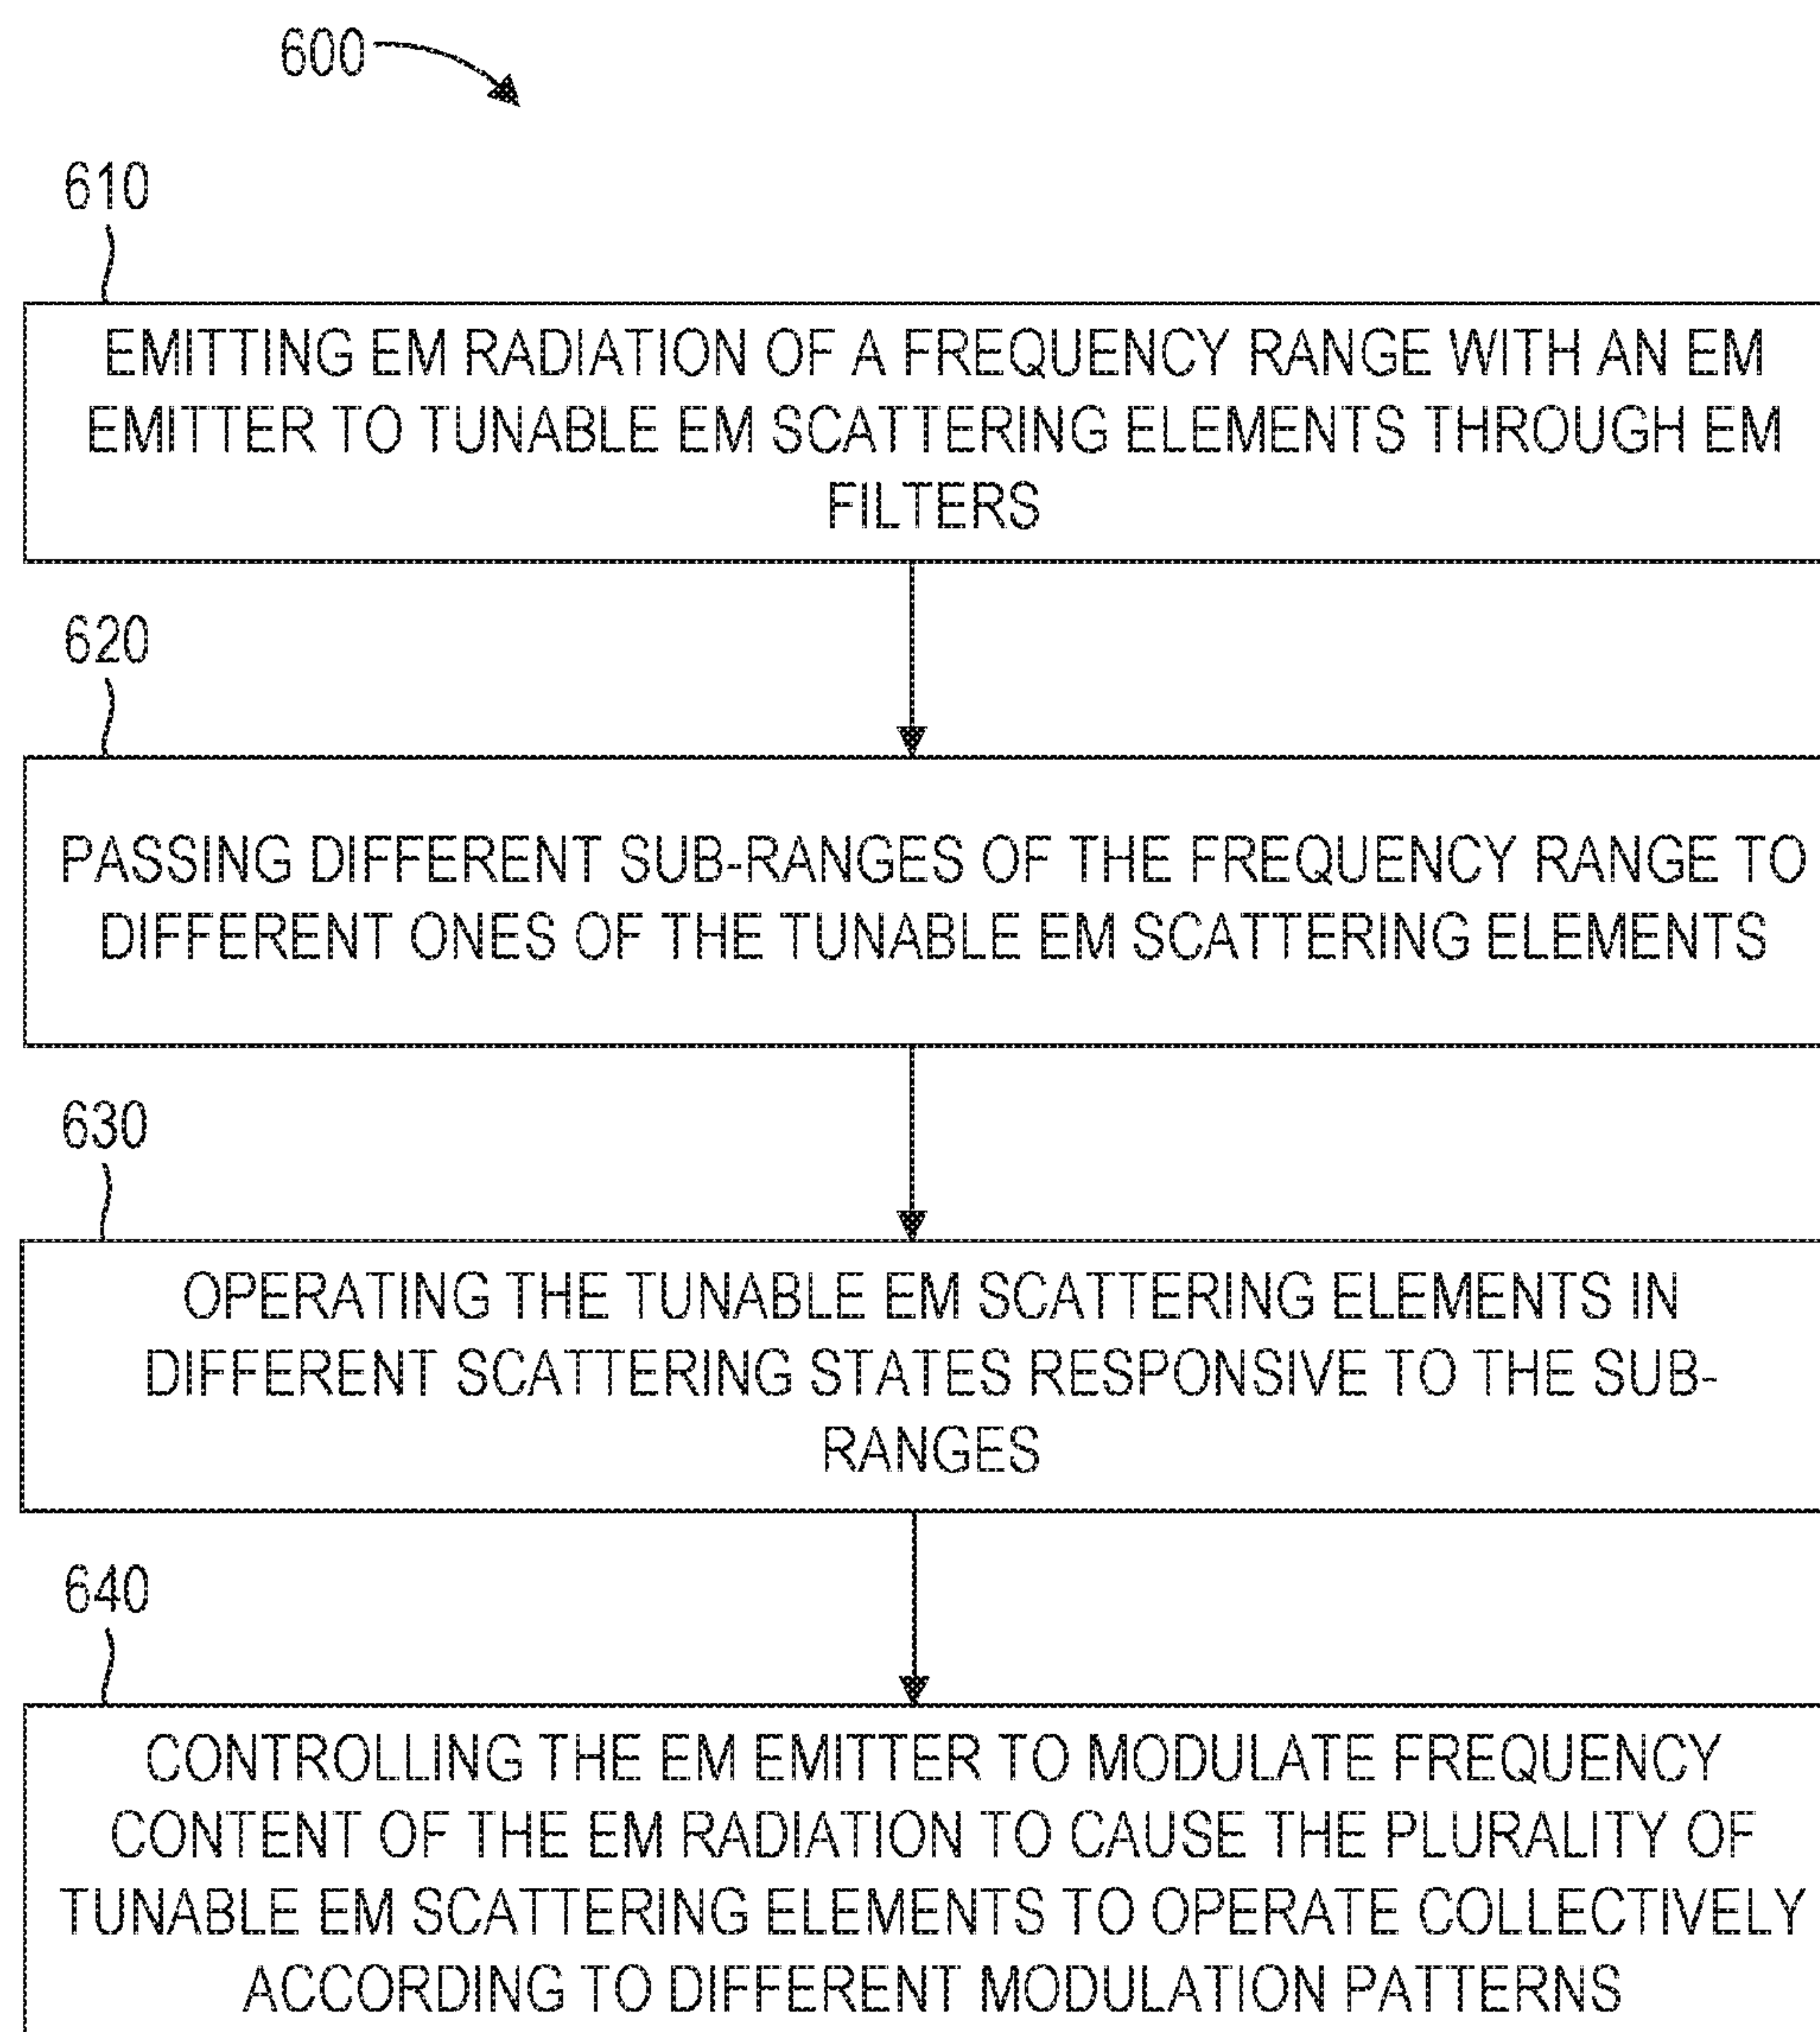 600
610
EMITTING EM RADIATION OF A FREQUENCY RANGE WITH AN EM
EMITTER TO TUNABLE EM SCATTERING ELEMENTS THROUGH EM
FILTERS
620
PASSING DIFFERENT SUB-RANGES OF THE FREQUENCY RANGE TO
DIFFERENT ONES OF THE TUNABLE EM SCATTERING ELEMENTS
630
OPERATING THE TUNABLE EM SCATTERING ELEMENTS IN
DIFFERENT SCATTERING STATES RESPONSIVE TO THE SUB-
RANGES
640
CONTROLLING THE EM EMITTER TO MODULATE FREQUENCY
CONTENT OF THE EM RADIATION TO CAUSE THE PLURALITY OF
TUNABLE EM SCATTERING ELEMENTS TO OPERATE COLLECTIVELY
ACCORDING TO DIFFERENT MODULATION PATTERNS